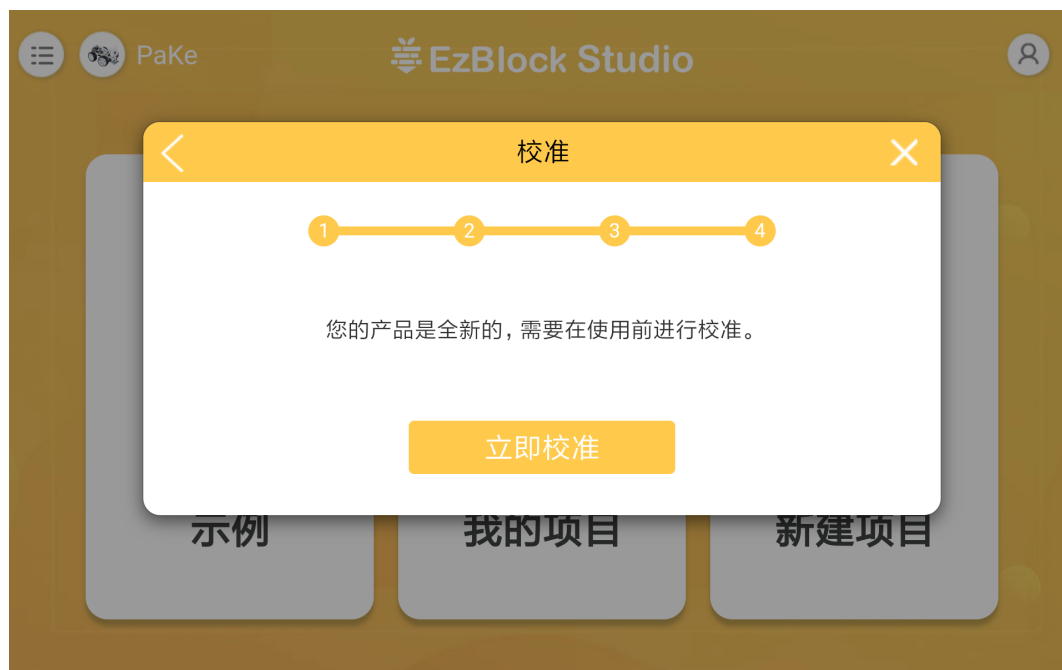 PaKe
EzBlock Studio
校准
1 2 3 4
您的产品是全新的，需要在使用前进行校准。
立即校准
示例 我的项目 新建项目